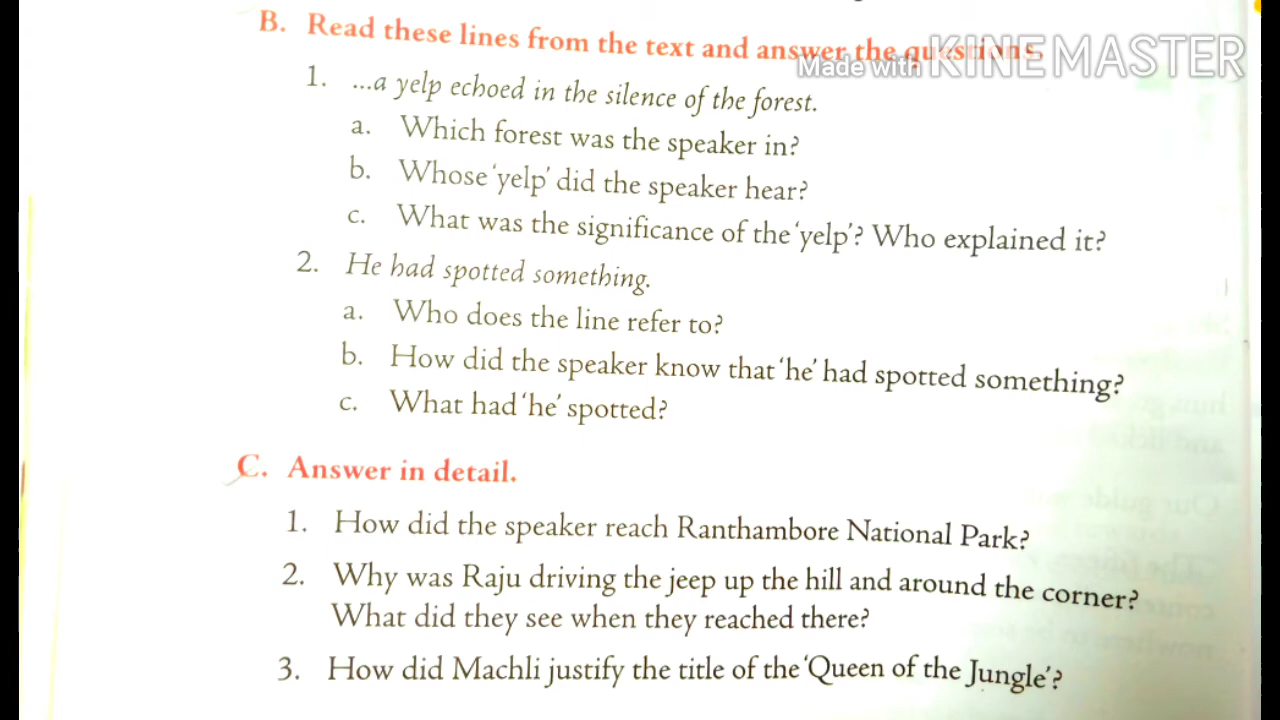 B. Read these lines from the text and answer the questions.
Made with KINEMASTER
1. ...a yelp echoed in the silence of the forest.
a. Which forest was the speaker in?
b. Whose 'yelp' did the speaker hear?
c. What was the significance of the 'yelp'? Who explained it?
2. He had spotted something.
a. Who does the line refer to?
b. How did the speaker know that 'he' had spotted something?
c. What had 'he' spotted?
C. Answer in detail.
1. How did the speaker reach Ranthambore National Park?
2. Why was Raju driving the jeep up the hill and around the corner?
What did they see when they reached there?
3. How did Machli justify the title of the 'Queen of the Jungle'?